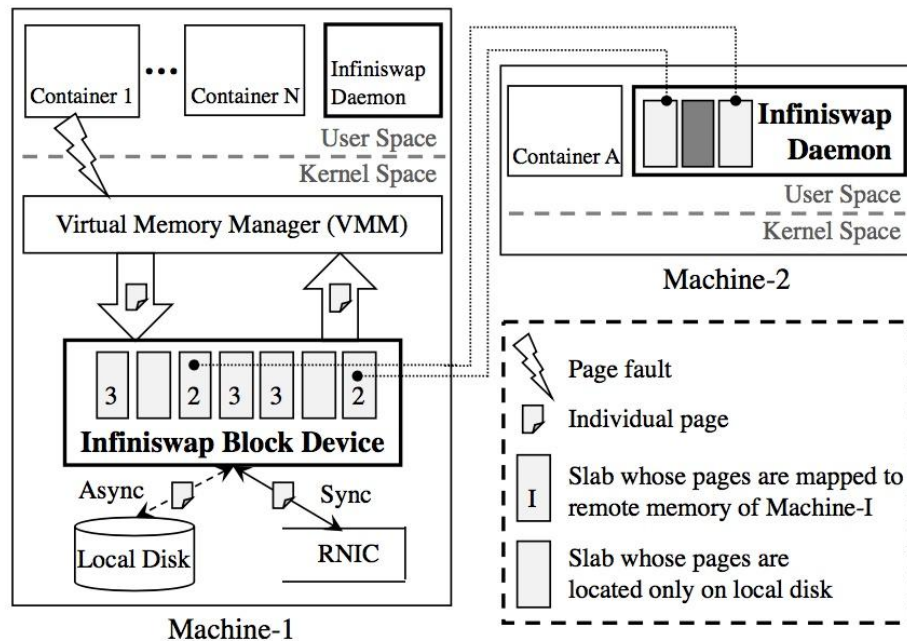 Container 1
•••
Container N
Infiniswap
Daemon
User Space
Kernel Space
Virtual Memory Manager (VMM)
3
2
3
3
2
Infiniswap Block Device
Async
Sync
Local Disk
RNIC
Machine-1
Container A
Infiniswap
Daemon
User Space
Kernel Space
Machine-2
Page fault
Individual page
I
Slab whose pages are mapped to
remote memory of Machine-I
Slab whose pages are
located only on local disk